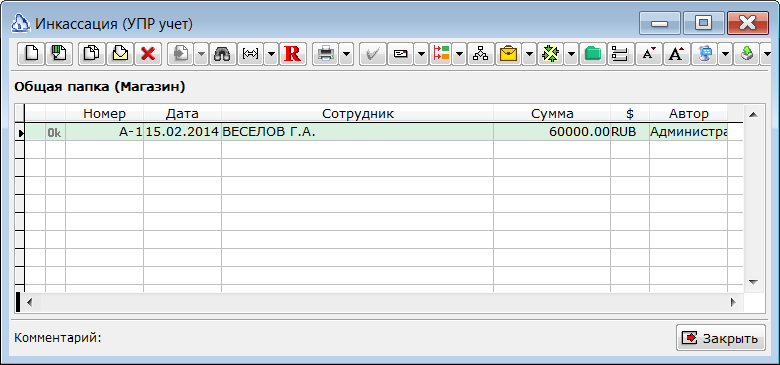 Инкассация (УПР учет)
R A A
Общая папка (Магазин)
Номер Дата Сотрудник Сумма $ Автор
Ok А-1 15.02.2014 ВЕСЕЛОВ Г.А. 60000.00 RUB Администра
Комментарий: Закрыть